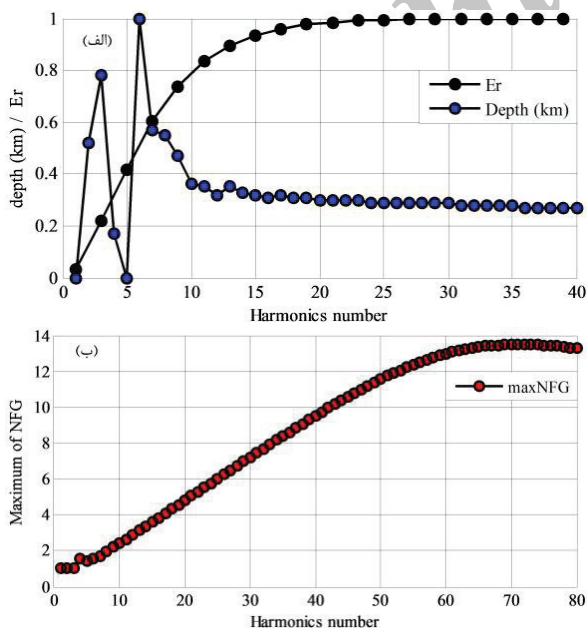 (الف)
1
0.8
0.6
0.4
0.2
0
depth (km) / Er
Er
Depth (km)
0 5 10 15 20 25 30 35 40
Harmonics number
(ب)
14
12
10
8
6
4
2
0
Maximum of NFG
maxNFG
0 10 20 30 40 50 60 70 80
Harmonics number